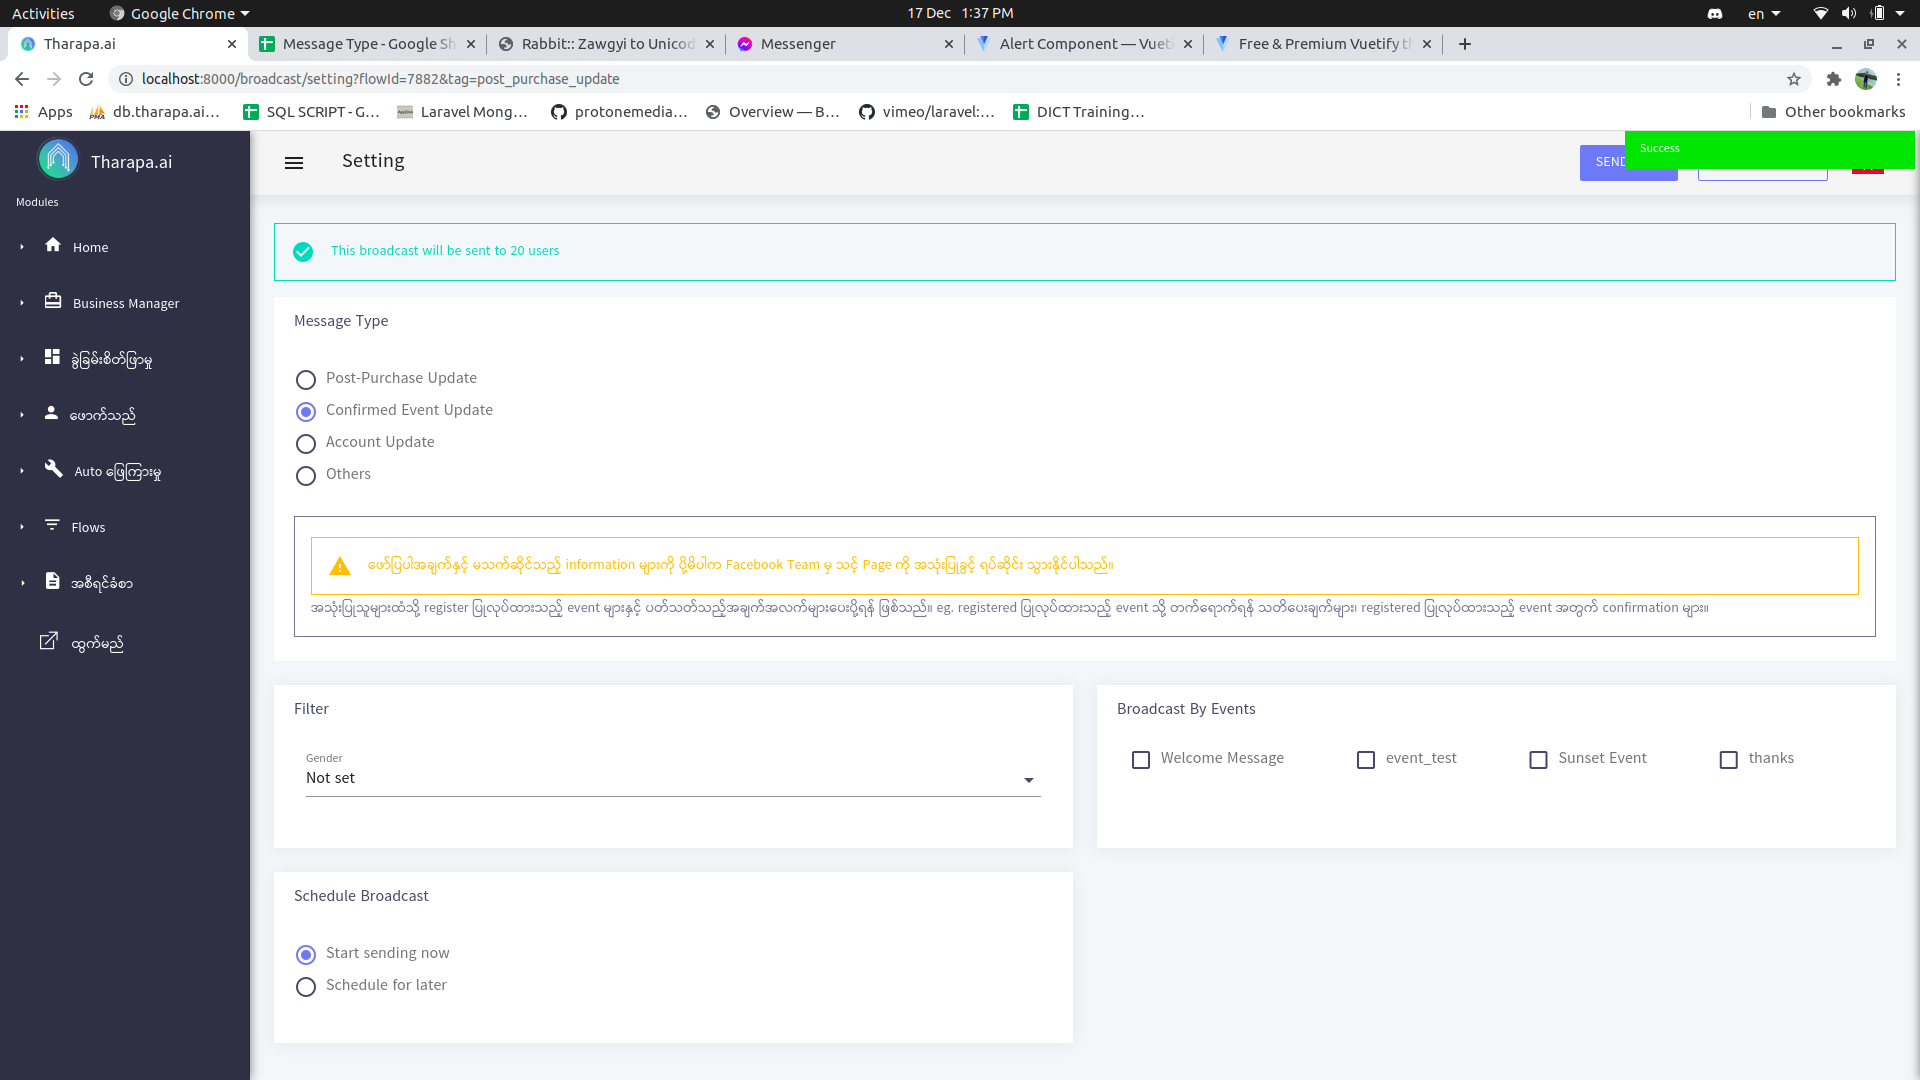 Activities
Google Chrome
17 Dec 1:37 PM
en
Tharapa.ai
Message Type - Google Sh
Rabbit:: Zawgyi to Unicod
Messenger
Alert Component — Vueti
Free & Premium Vuetify t
localhost:8000/broadcast/setting?flowId=7882&tag=post_purchase_update
Apps
db.tharapa.ai…
SQL SCRIPT - G…
Laravel Mong…
protonemedia…
Overview — B…
vimeo/laravel:…
DICT Training…
Other bookmarks
Tharapa.ai
Modules
Home
Business Manager
ခွဲခြမ်းစိတ်ဖြာမှု
ဖောက်သည်
Auto ဖြေကြားမှု
Flows
အစီရင်ခံစာ
ထွက်မည်
Setting
SEND
Success
This broadcast will be sent to 20 users
Message Type
Post-Purchase Update
Confirmed Event Update
Account Update
Others
ဖော်ပြပါအချက်နှင့် မသက်ဆိုင်သည့် information များကို ပို့မိပါက Facebook Team မှ သင့် Page ကို အသုံးပြုခွင့် ရပ်ဆိုင်း သွားနိုင်ပါသည်။
အသုံးပြုသူများထံသို့ register ပြုလုပ်ထားသည့် event များနှင့် ပတ်သတ်သည့်အချက်အလက်များပေးပို့ရန် ဖြစ်သည်။ eg. registered ပြုလုပ်ထားသည့် event သို့ တက်ရောက်ရန် သတိပေးချက်များ၊ registered ပြုလုပ်ထားသည့် event အတွက် confirmation များ။
Filter
Gender
Not set
Broadcast By Events
Welcome Message
event_test
Sunset Event
thanks
Schedule Broadcast
Start sending now
Schedule for later